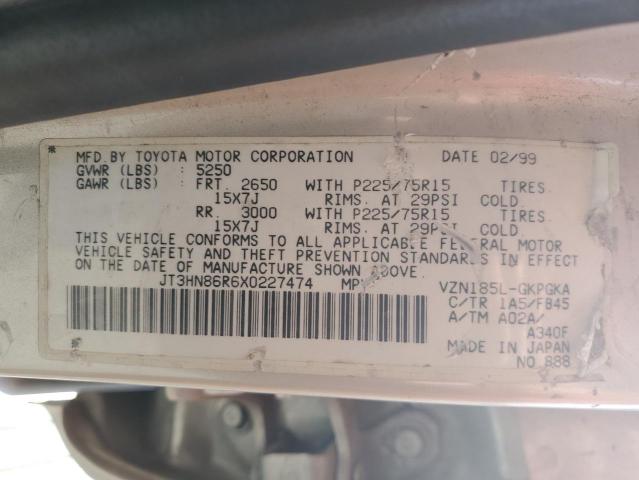 MFD.BY TOYOTA MOTOR CORPORATION DATE 02/99
GVWR (LBS) : 5250
GAWR (LBS) : FRT. 2650 WITH P225/75R15 TIRES
15X7J RIMS. AT 29PSI COLD.
RR. 3000 WITH P225/75R15 TIRES
15X7J RIMS. AT 29PSI COLD.
THIS VEHICLE CONFORMS TO ALL APPLICABLE FEDERAL MOTOR
VEHICLE SAFETY AND THEFT PREVENTION STANDARDS IN EFFECT
ON THE DATE OF MANUFACTURE SHOWN ABOVE.
JT3HN86R6X0227474 MPV VZN185L-GKPGKA
C/TR 1A5/FB45
A/TM A02A/
A340F
MADE IN JAPAN
NO 888